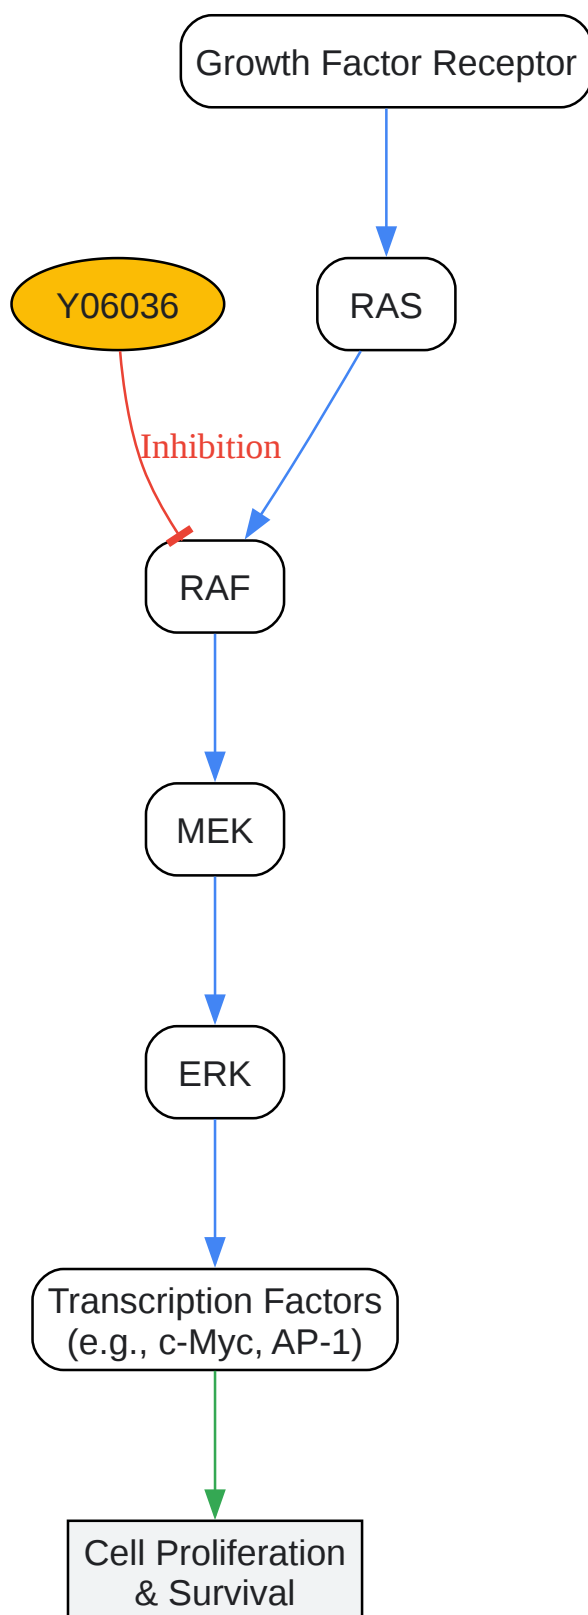 Growth Factor Receptor
Y06036
RAS
Inhibition
RAF
MEK
ERK
Transcription Factors
(e.g., c-Myc, AP-1)
Cell Proliferation
& Survival